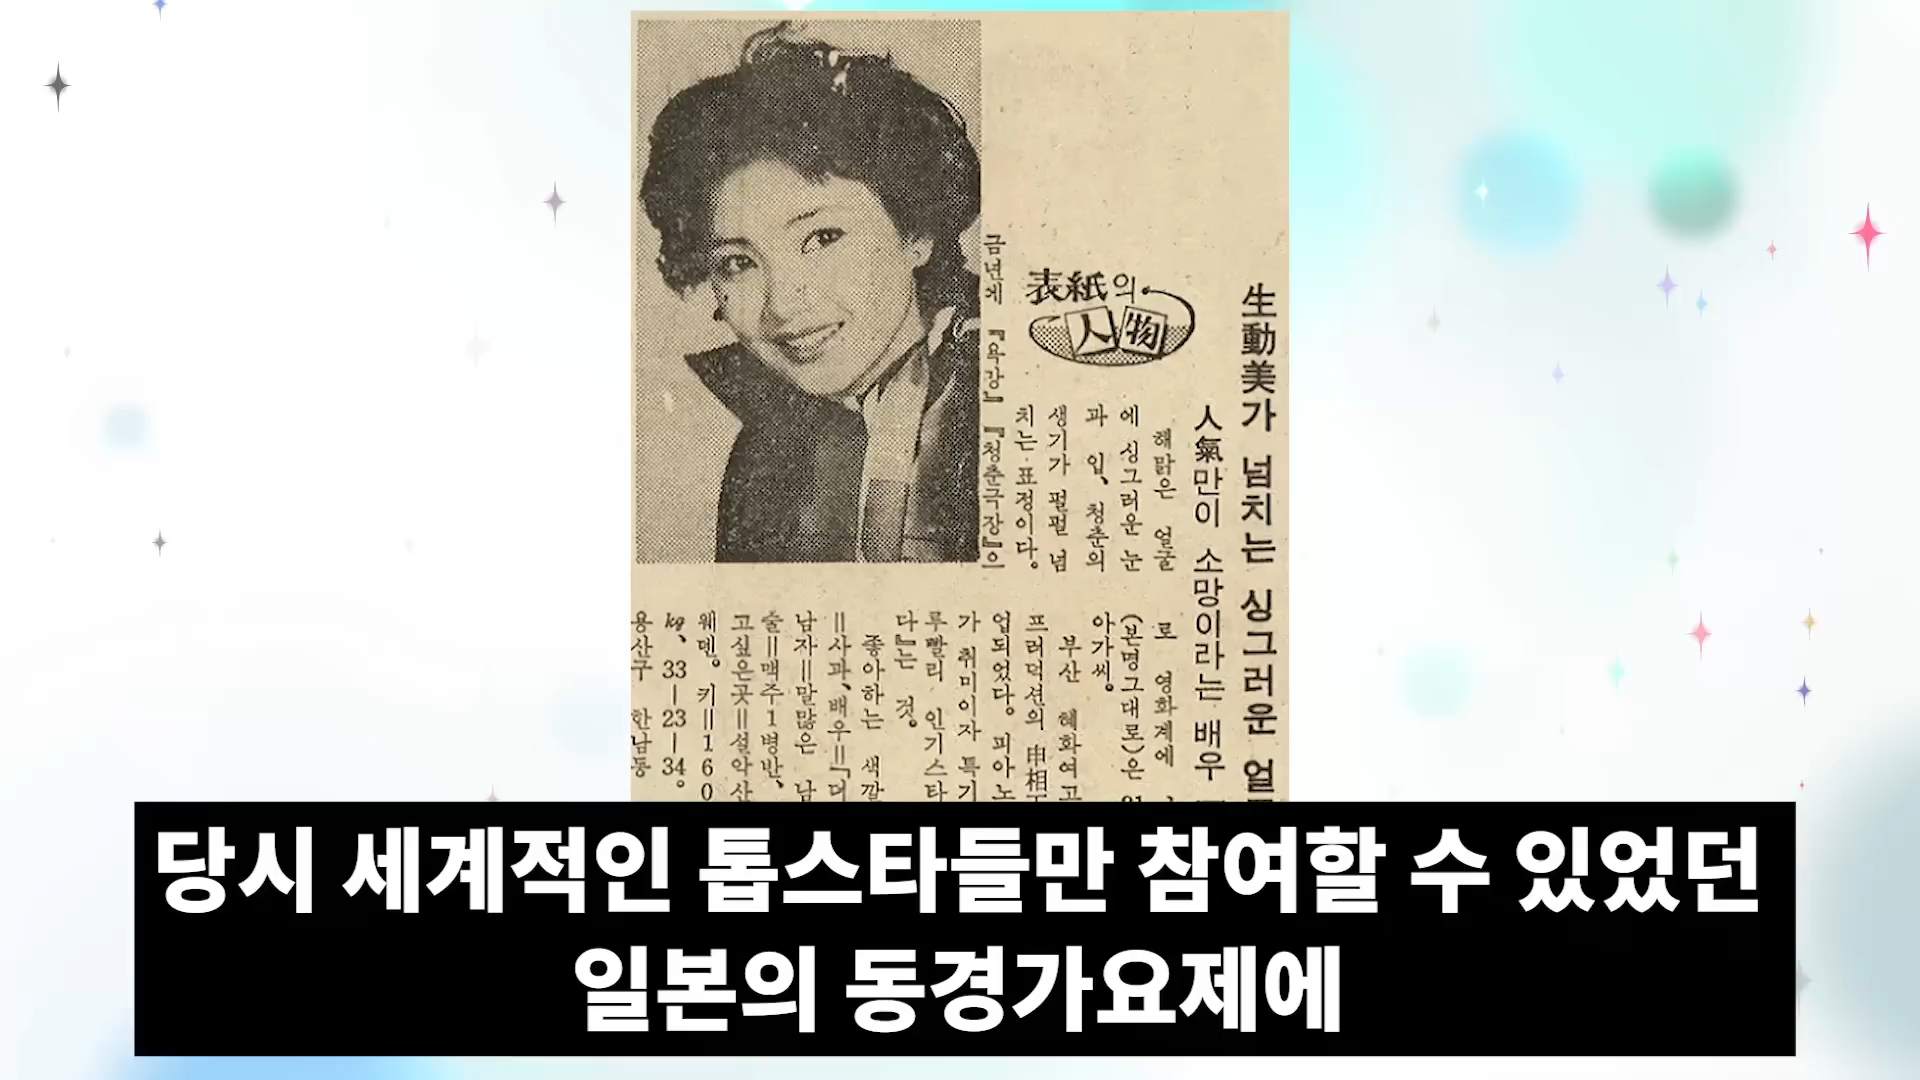 生動美가 넘치는 싱그러운 얼
人氣만이 소망이라는 배우
表紙의
人物
해맑은 얼굴
에 싱그러운 눈
과 입、청춘의
생기가 펄펄 넘
치는 표정이다。
금년에 『욕강』『청춘극장』으
로 영화계에
(본명그대로)은
아가씨。
부산 혜화여고
프러덕션의 申相
업되었다。피아노
가 취미이자 특기
루빨리 인기스타
다』는 것。
좋아하는 색깔
=사과、배우=「더
남자=말많은 남
술=맥주1병반、
고싶은곳=설악산
웨덴。키=160
kg、33-23-34。
용산구 한남동
당시 세계적인 톱스타들만 참여할 수 있었던
일본의 동경가요제에